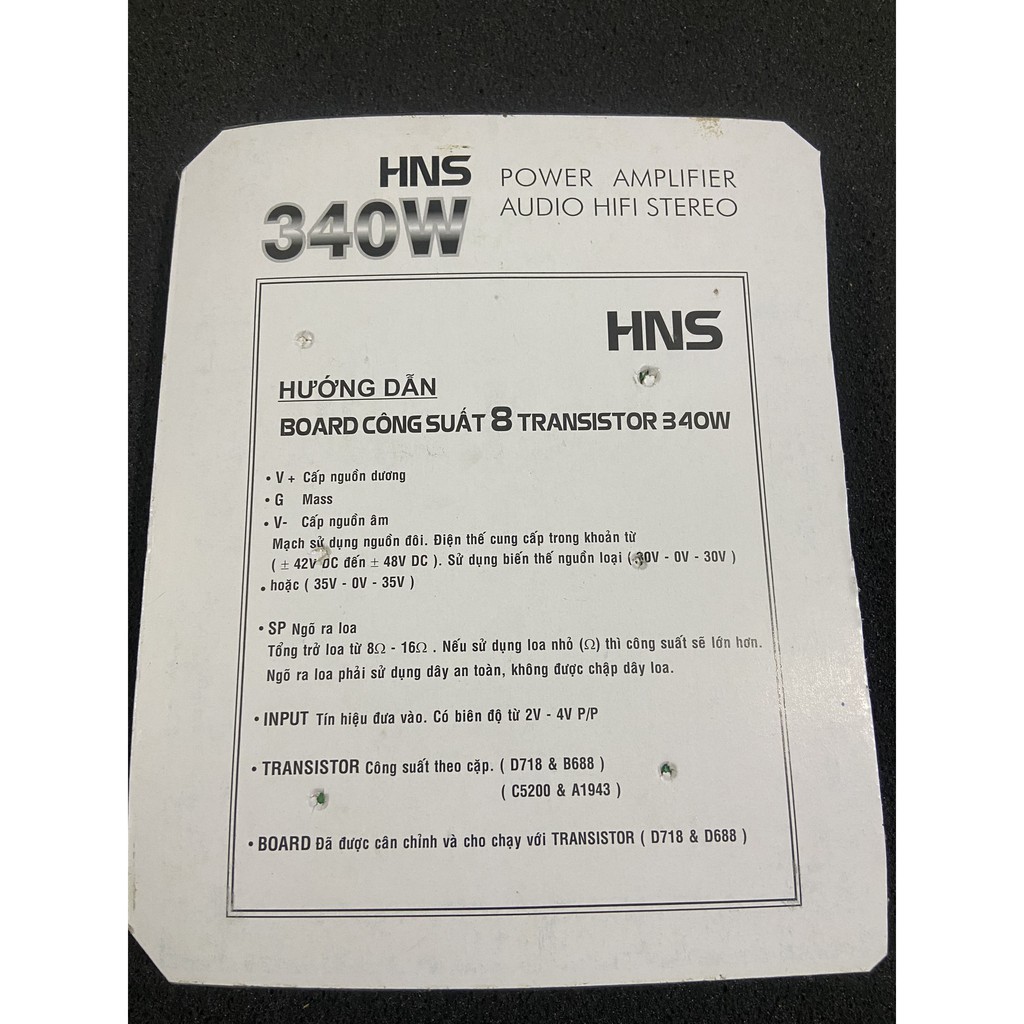 HNS
340W
POWER AMPLIFIER
AUDIO HIFI STEREO
HNS
HƯỚNG DẪN
BOARD CÔNG SUẤT 8 TRANSISTOR 340W
• V + Cấp nguồn dương
• G Mass
• V- Cấp nguồn âm
Mạch sử dụng nguồn đôi. Điện thế cung cấp trong khoản từ
( ± 42V DC đến ± 48V DC ). Sử dụng biến thế nguồn loại ( 30V - 0V - 30V )
• hoặc ( 35V - 0V - 35V )
• SP Ngõ ra loa
Tổng trở loa từ 8Ω - 16Ω . Nếu sử dụng loa nhỏ (Ω) thì công suất sẽ lớn hơn.
Ngõ ra loa phải sử dụng dây an toàn, không được chập dây loa.
• INPUT Tín hiệu đưa vào. Có biên độ từ 2V - 4V P/P
• TRANSISTOR Công suất theo cặp. ( D718 & B688 )
( C5200 & A1943 )
• BOARD Đã được cân chỉnh và cho chạy với TRANSISTOR ( D718 & D688 )